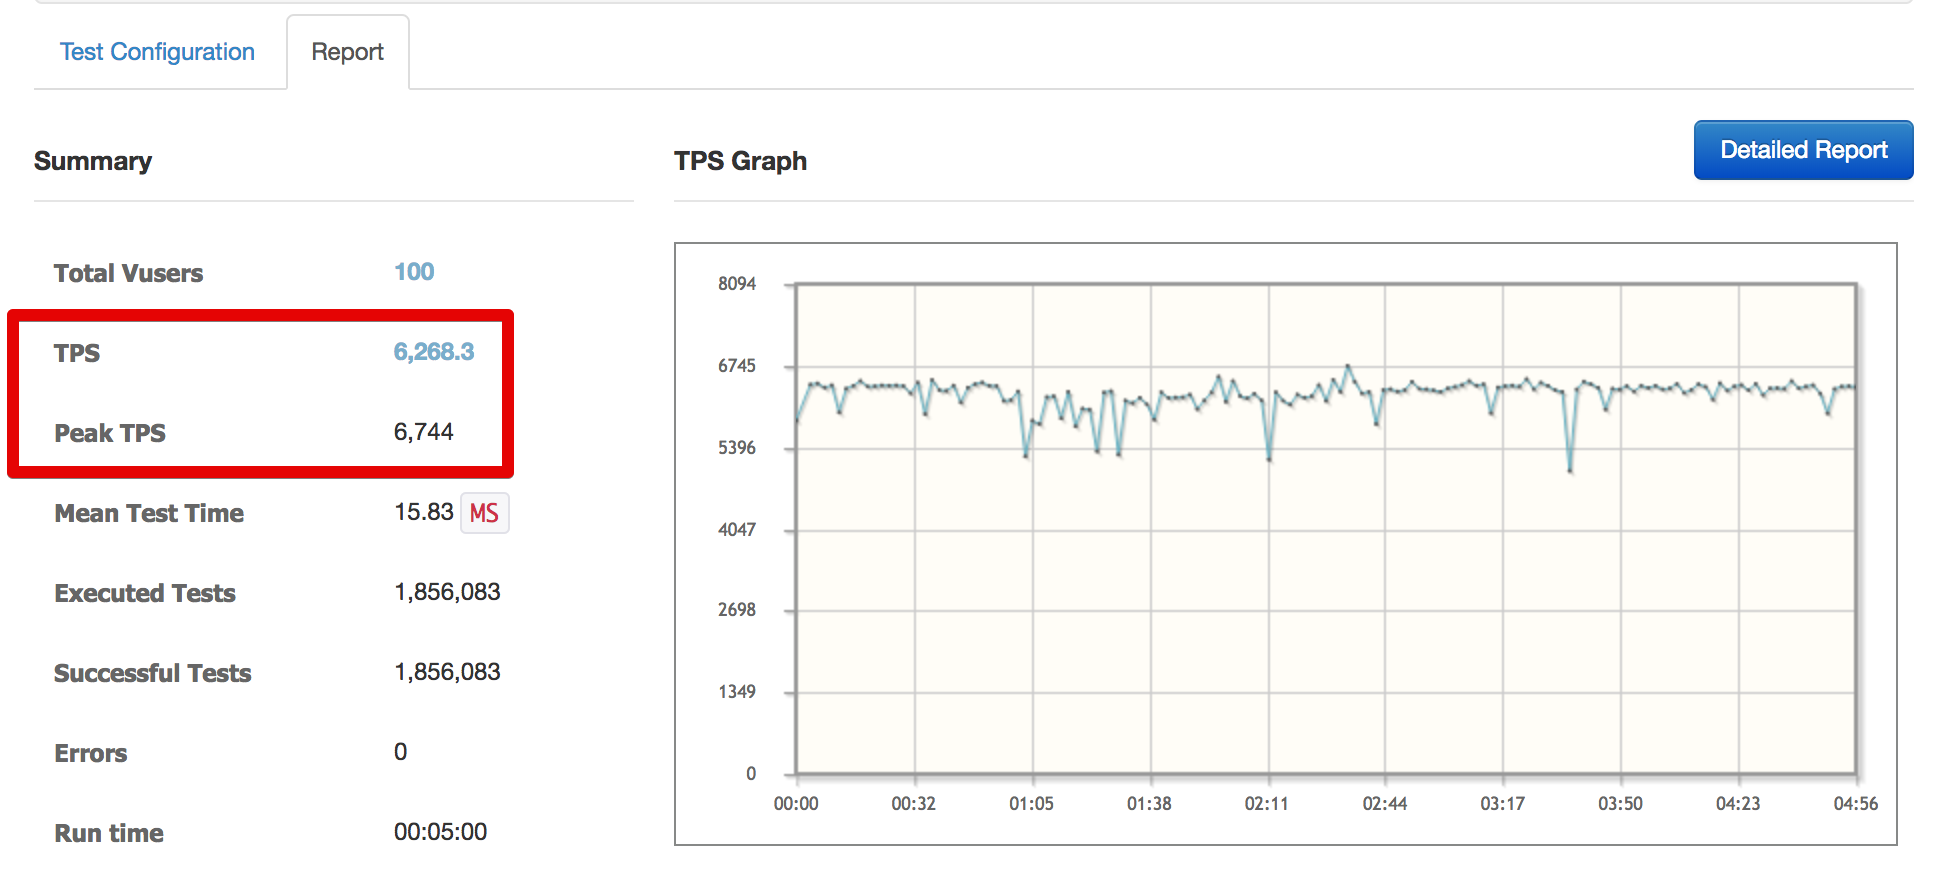 Test Configuration
Report
Summary
Total Vusers 100
TPS 6,268.3
Peak TPS 6,744
Mean Test Time 15.83 MS
Executed Tests 1,856,083
Successful Tests 1,856,083
Errors 0
Run time 00:05:00
TPS Graph
Detailed Report
8094
6745
5396
4047
2698
1349
0
00:00 00:32 01:05 01:38 02:11 02:44 03:17 03:50 04:23 04:56